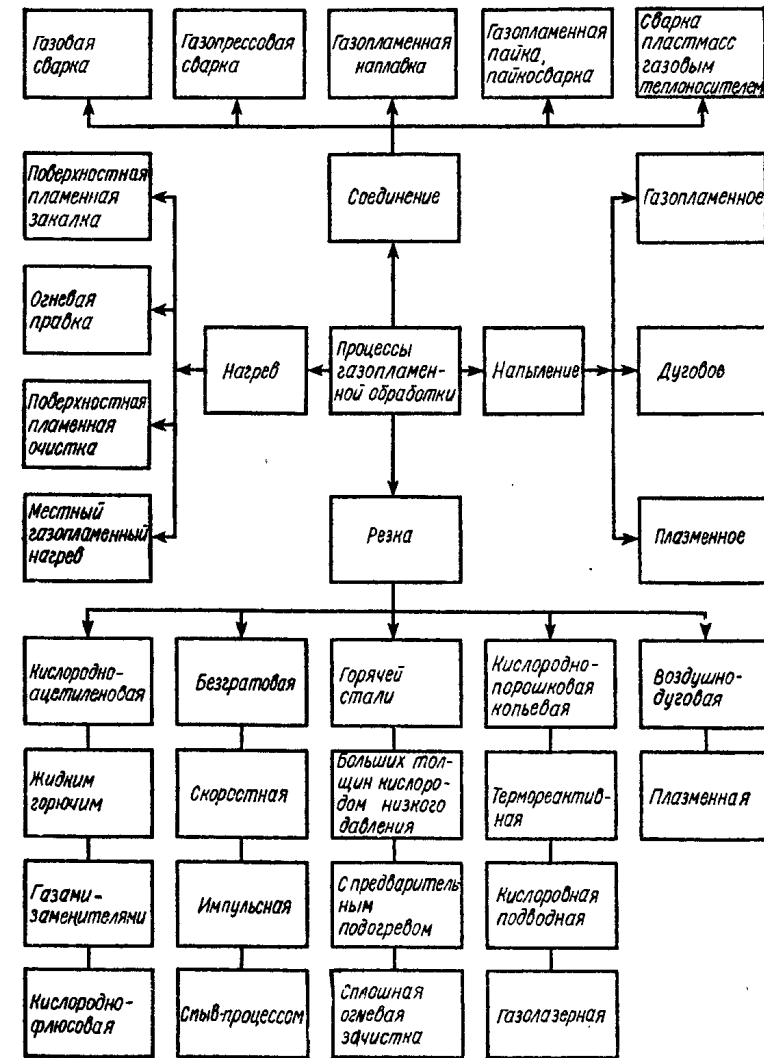 Газовая
сварка
Газопрессовая
сварка
Газопламенная
наплавка
Газопламенная
пайка,
пайкосварка
Сварка
пластмасс
газовым
теплоносителем
Поверхностная
пламенная
закалка
Соединение
Газопламенное
Огневая
правка
Нагрев
Процессы
газопламен-
ной обработки
Напыление
Дуговов
Поверхностная
пламенная
очистка
Местный
газопламенный
нагрев
Резка
Плазменное
Кислородно-
ацетиленовая
Безгратовая
Горячей
стали
Кислородно-
порошковая
копьевая
Воздушно-
дуговая
Жидким
горючим
Скоростная
Больших тол-
щин кислоро-
дом низкого
давления
Термореактив-
ная
Плазменная
Газами-
заменителями
Импульсная
С предваритель-
ным
подогревом
Кислоровная
подводная
Кислородно-
флюсовая
Смыв-процессом
Сплошная
огневая
зачистка
Газолазерная